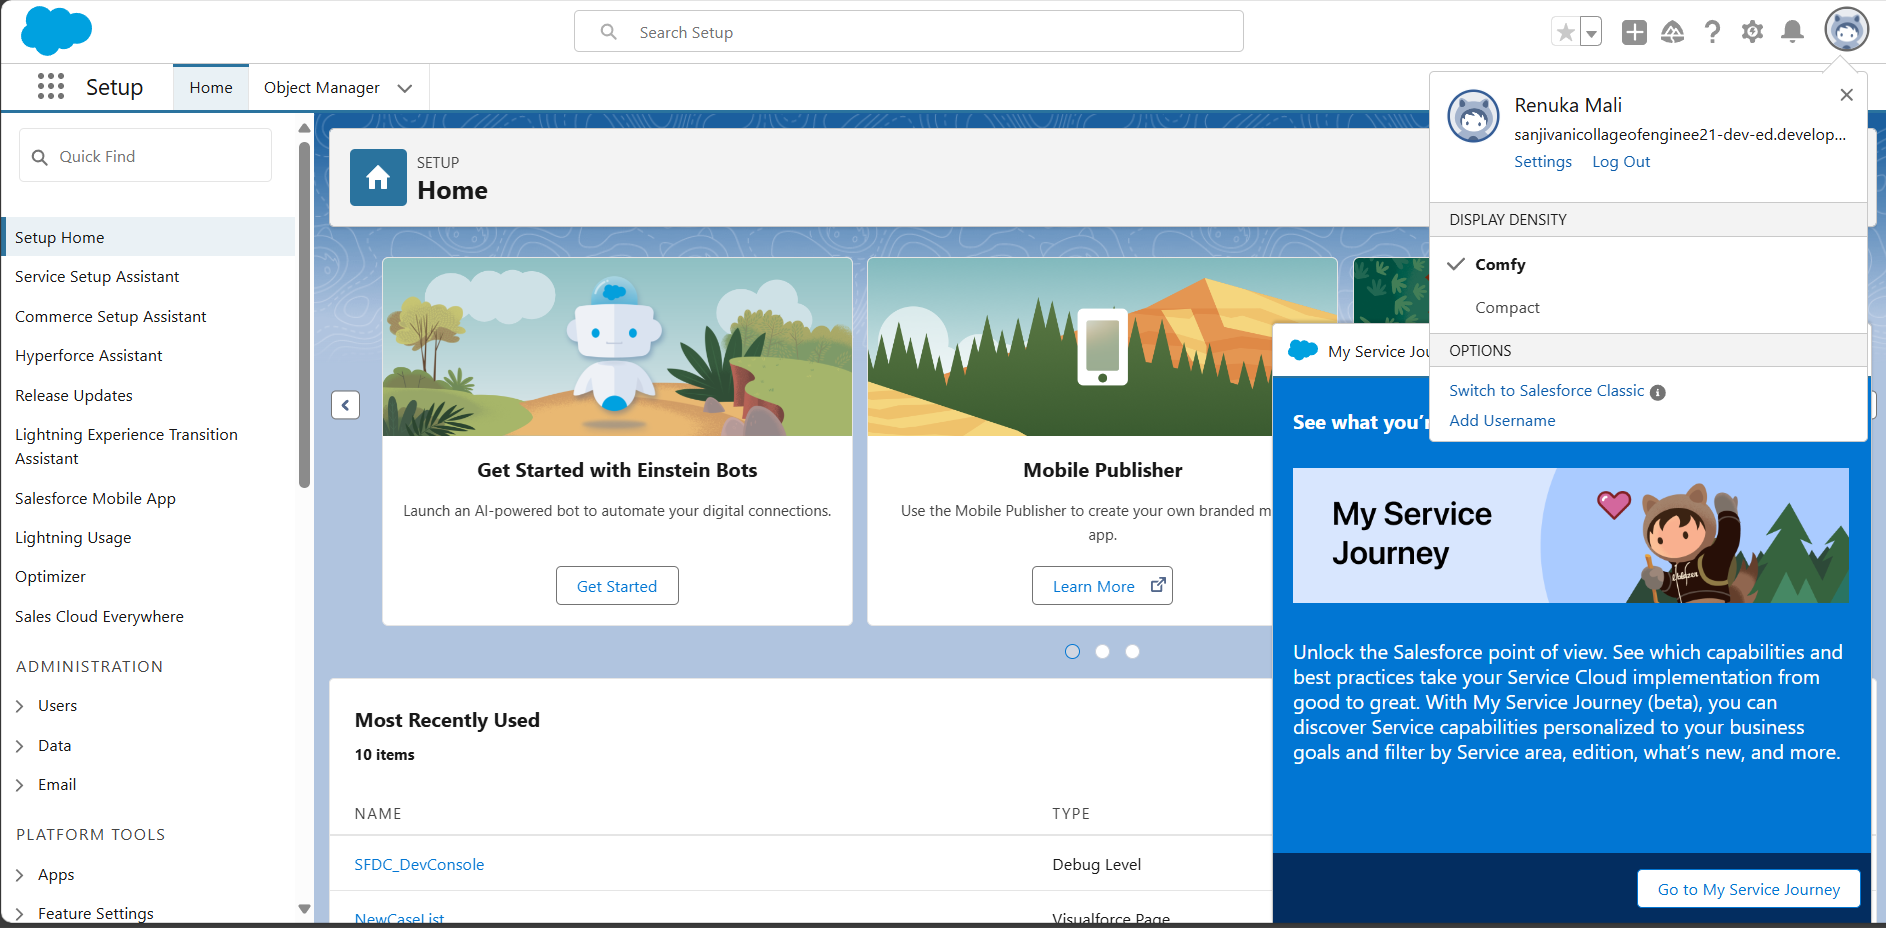 Search Setup
Setup
Home
Object Manager
Renuka Mali
sanjivanicollageofenginee21-dev-ed.develop...
Settings Log Out
DISPLAY DENSITY
Comfy
Compact
OPTIONS
Switch to Salesforce Classic
Add Username
Quick Find
Setup Home
Service Setup Assistant
Commerce Setup Assistant
Hyperforce Assistant
Release Updates
Lightning Experience Transition
Assistant
Salesforce Mobile App
Lightning Usage
Optimizer
Sales Cloud Everywhere
ADMINISTRATION
Users
Data
Email
PLATFORM TOOLS
Apps
Feature Settings
SETUP
Home
Get Started with Einstein Bots
Launch an AI-powered bot to automate your digital connections.
Get Started
Mobile Publisher
Use the Mobile Publisher to create your own branded m
app.
Learn More
Most Recently Used
10 items
NAME TYPE
SFDC_DevConsole Debug Level
NewCaseList Visualforce Page
My Service Jou
See what you'r
My Service
Journey
Unlock the Salesforce point of view. See which capabilities and
best practices take your Service Cloud implementation from
good to great. With My Service Journey (beta), you can
discover Service capabilities personalized to your business
goals and filter by Service area, edition, what's new, and more.
Go to My Service Journey